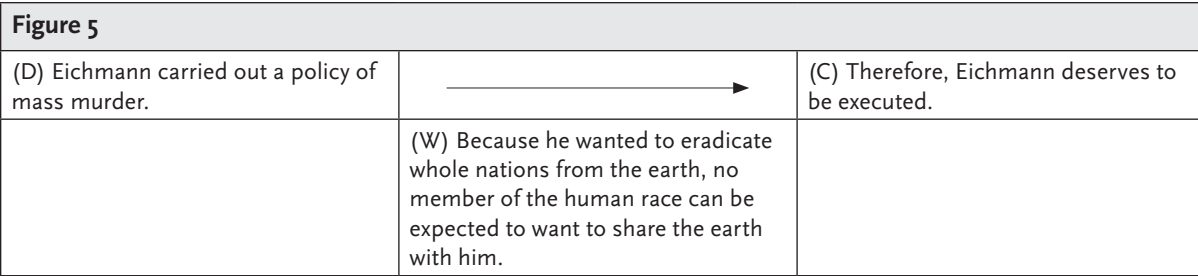 Figure 5
(D) Eichmann carried out a policy of
mass murder.
(C) Therefore, Eichmann deserves to
be executed.
(W) Because he wanted to eradicate
whole nations from the earth, no
member of the human race can be
expected to want to share the earth
with him.